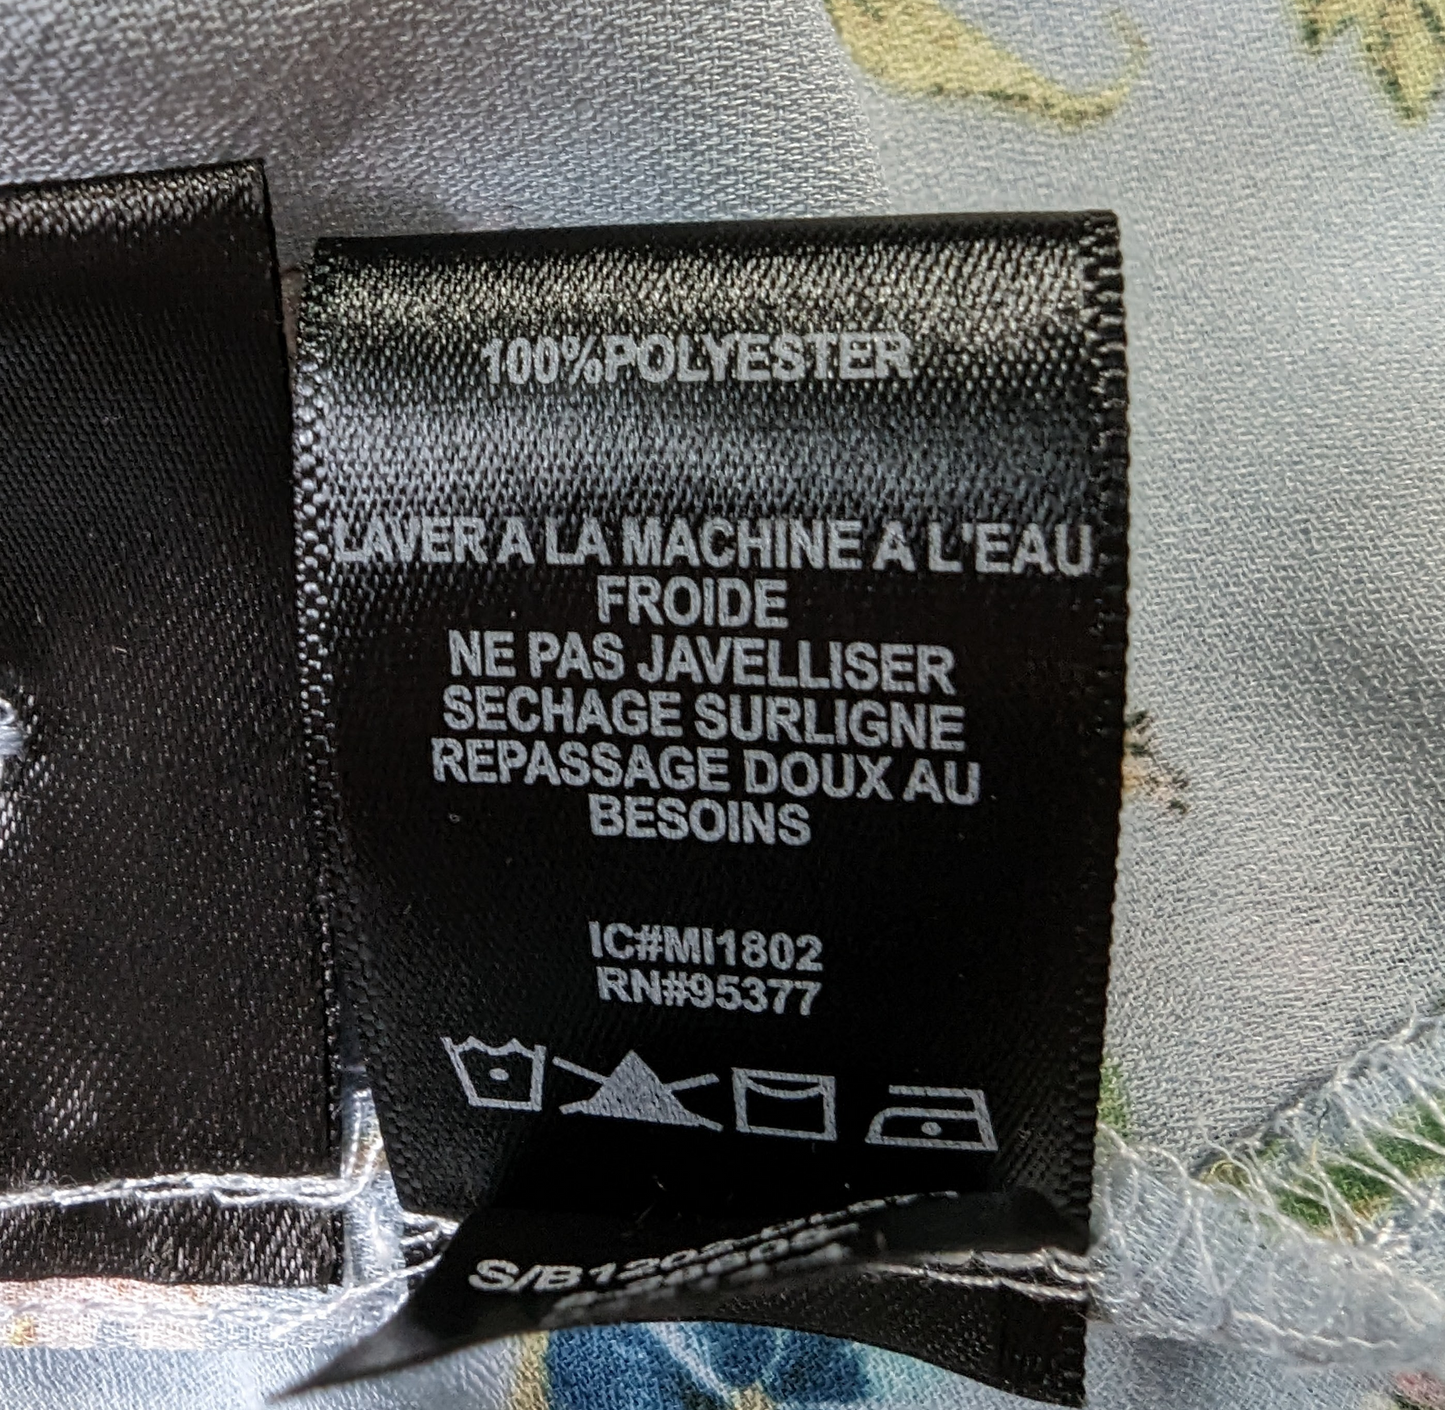 100%POLYESTER
LAVER A LA MACHINE A L'EAU
FROIDE
NE PAS JAVELLISER
SECHAGE SURLIGNE
REPASSAGE DOUX AU
BESOINS
IC#MI1802
RN#95377